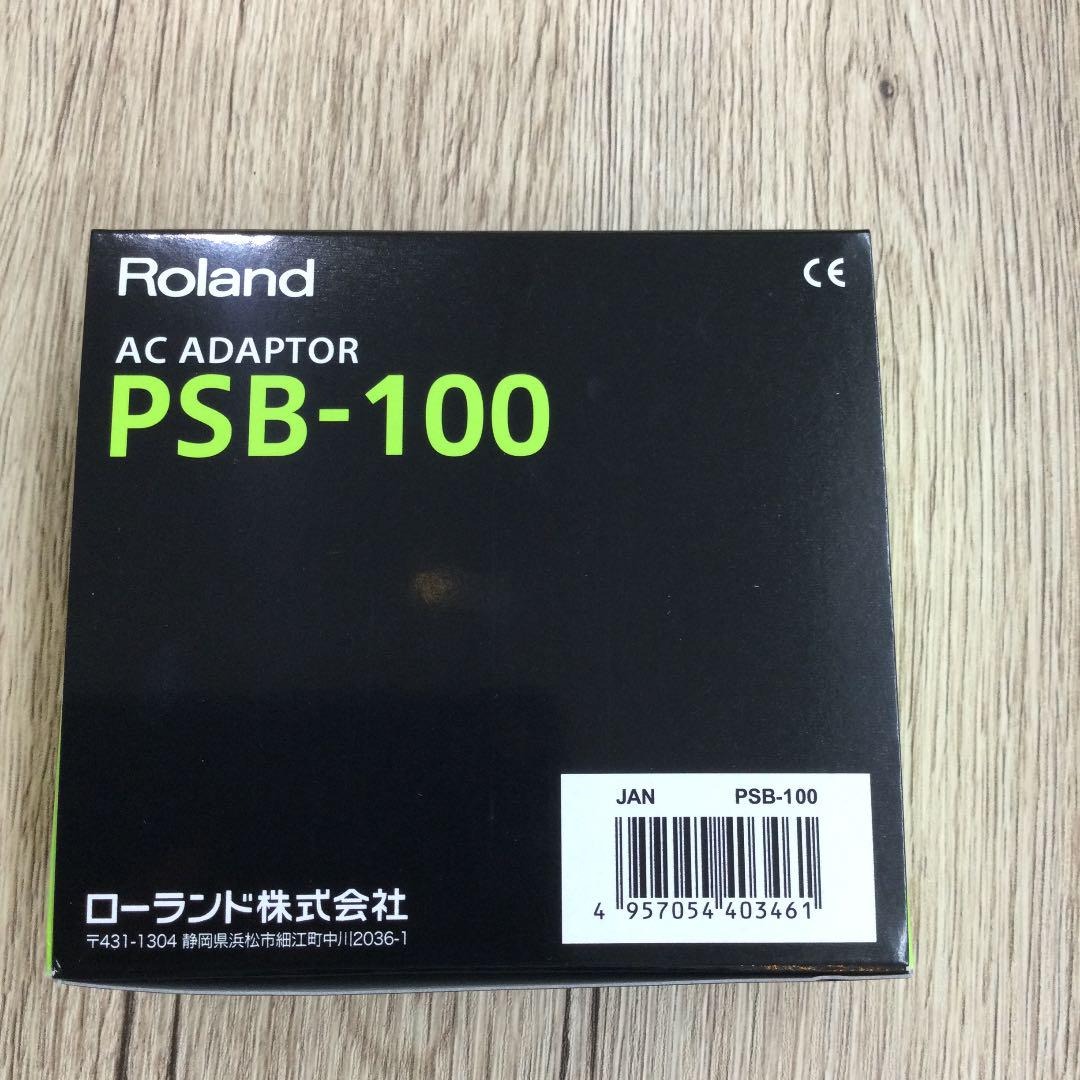 Roland
CE
AC ADAPTOR
PSB-100
JAN PSB-100
4 957054 403461
ローランド株式会社
〒431-1304 静岡県浜松市細江町中川2036-1